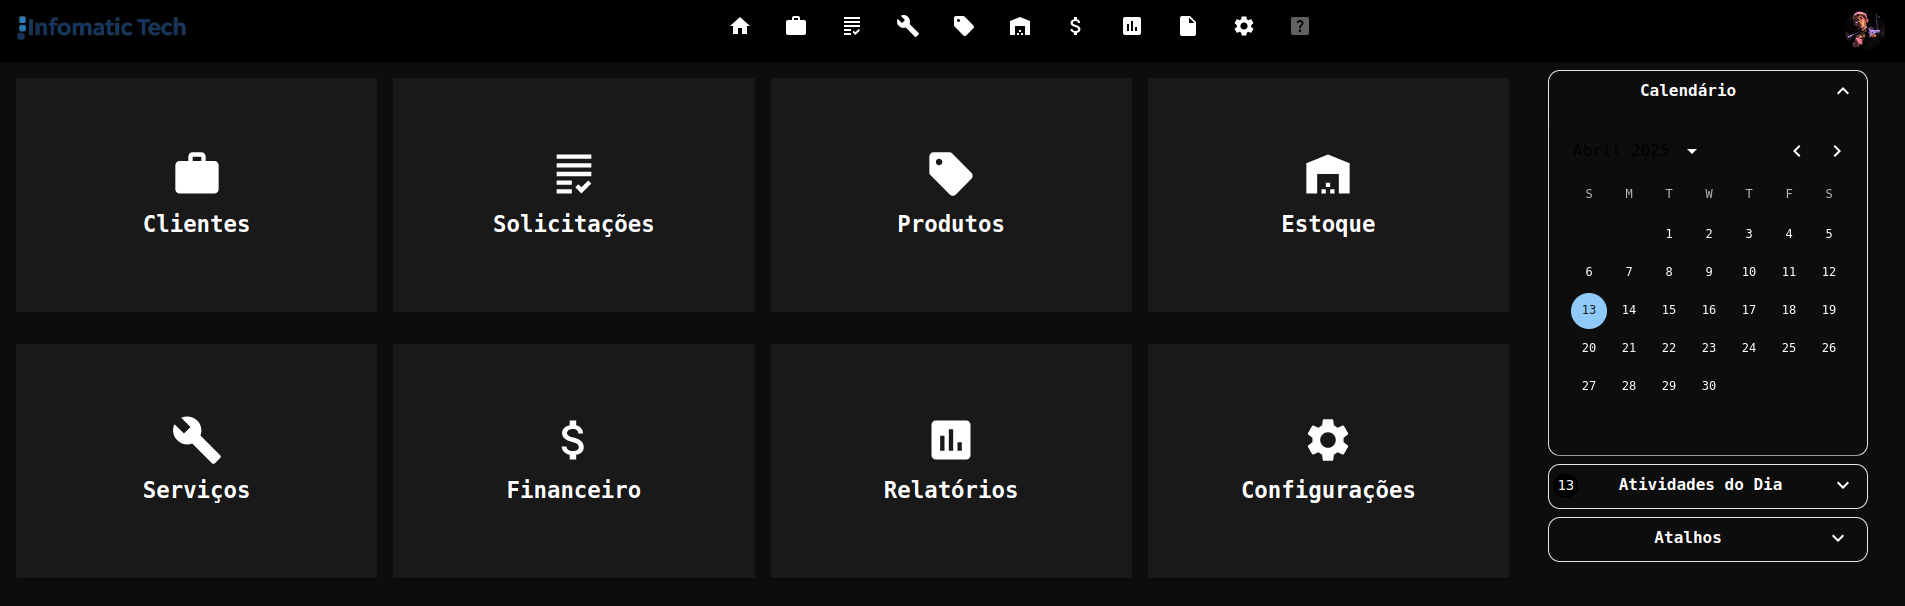 Infomatic Tech
?
Clientes
Solicitações
Produtos
Estoque
Serviços
Financeiro
Relatórios
Configurações
Calendário
Abril 2025
S M T W T F S
1 2 3 4 5
6 7 8 9 10 11 12
13 14 15 16 17 18 19
20 21 22 23 24 25 26
27 28 29 30
13 Atividades do Dia
Atalhos